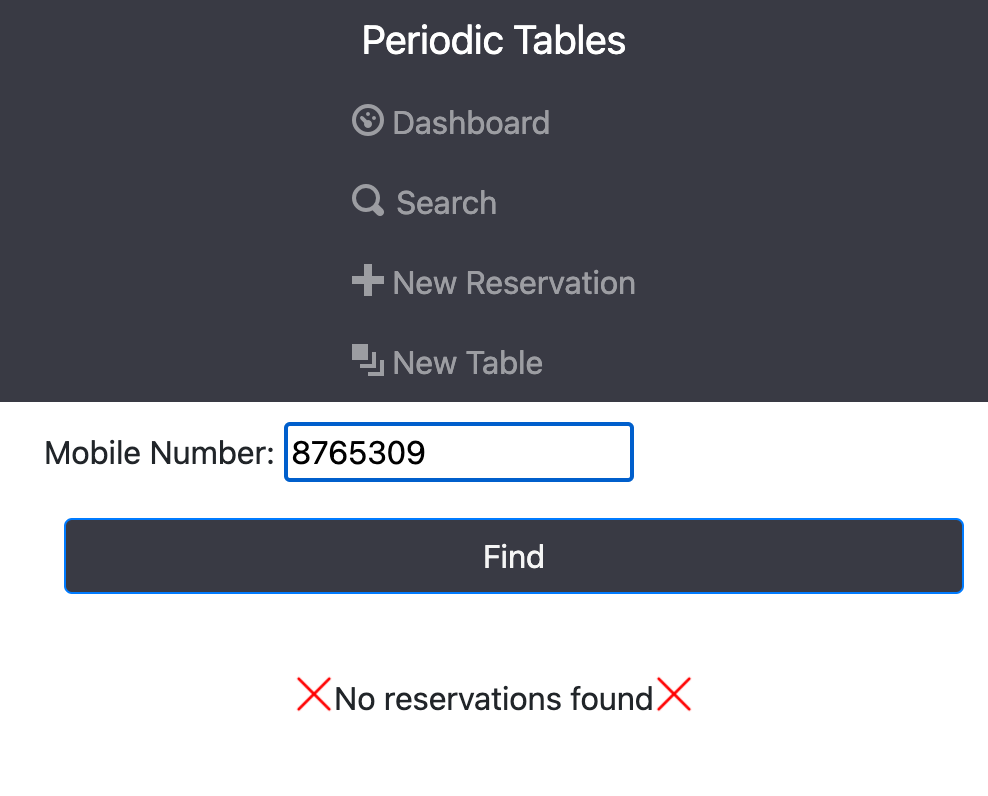 Periodic Tables
Dashboard
Search
New Reservation
New Table
Mobile Number: 8765309
Find
No reservations found